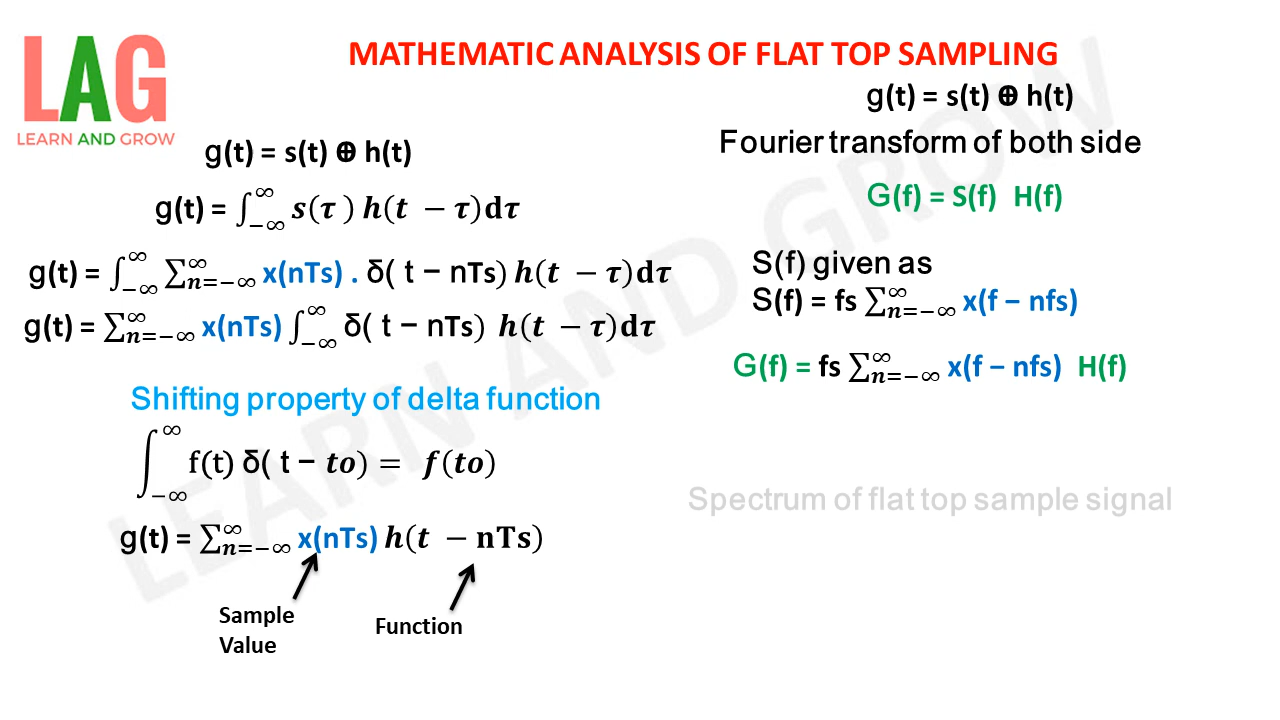 LAG
LEARN AND GROW
MATHEMATIC ANALYSIS OF FLAT TOP SAMPLING
g(t) = s(t) ⊕ h(t)
g(t) = ∫_{−∞}^{∞} s(τ ) h(t − τ)dτ
g(t) = ∫_{−∞}^{∞} ∑_{n=−∞}^{∞} x(nTs) . δ( t − nTs) h(t − τ)dτ
g(t) = ∑_{n=−∞}^{∞} x(nTs) ∫_{−∞}^{∞} δ( t − nTs) h(t − τ)dτ
Shifting property of delta function
∫_{−∞}^{∞} f(t) δ( t − to) = f(to)
g(t) = ∑_{n=−∞}^{∞} x(nTs) h(t − nTs)
Sample
Value
Function
g(t) = s(t) ⊕ h(t)
Fourier transform of both side
G(f) = S(f) H(f)
S(f) given as
S(f) = fs ∑_{n=−∞}^{∞} x(f − nfs)
G(f) = fs ∑_{n=−∞}^{∞} x(f − nfs) H(f)
Spectrum of flat top sample signal
LEARN AND GROW